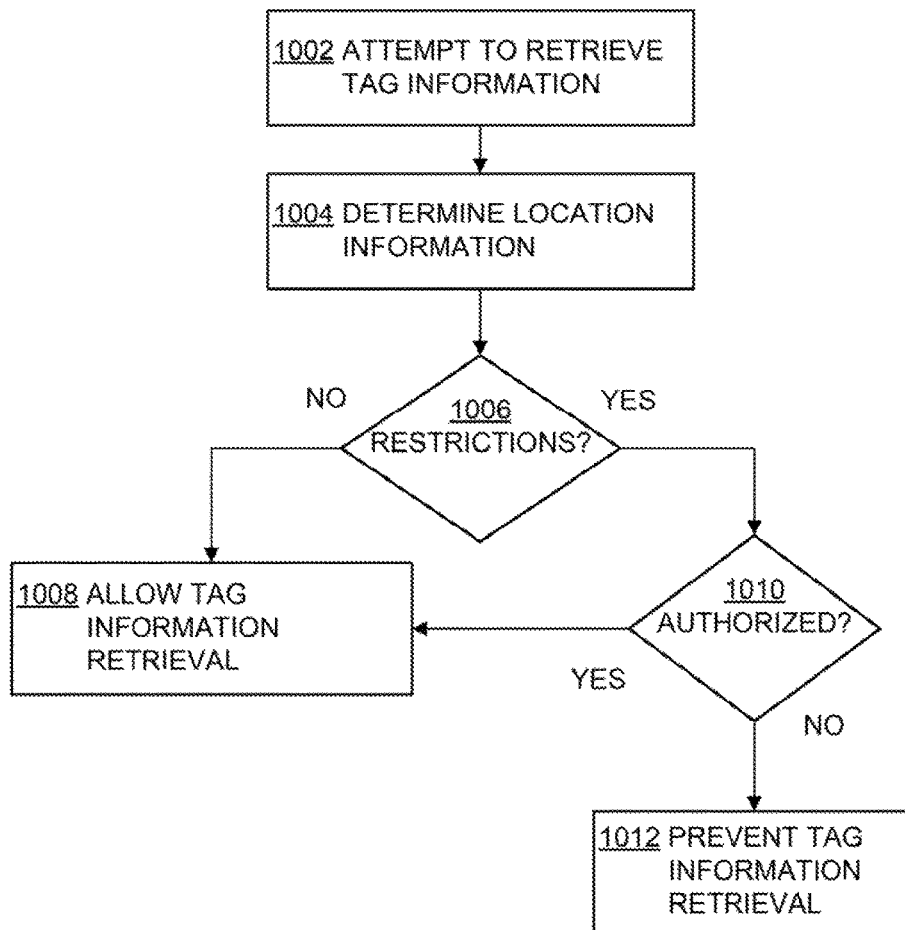 1002 ATTEMPT TO RETRIEVE
TAG INFORMATION
1004 DETERMINE LOCATION
INFORMATION
NO
YES
1006
RESTRICTIONS?
1008 ALLOW TAG
INFORMATION
RETRIEVAL
1010
AUTHORIZED?
YES
NO
1012 PREVENT TAG
INFORMATION
RETRIEVAL